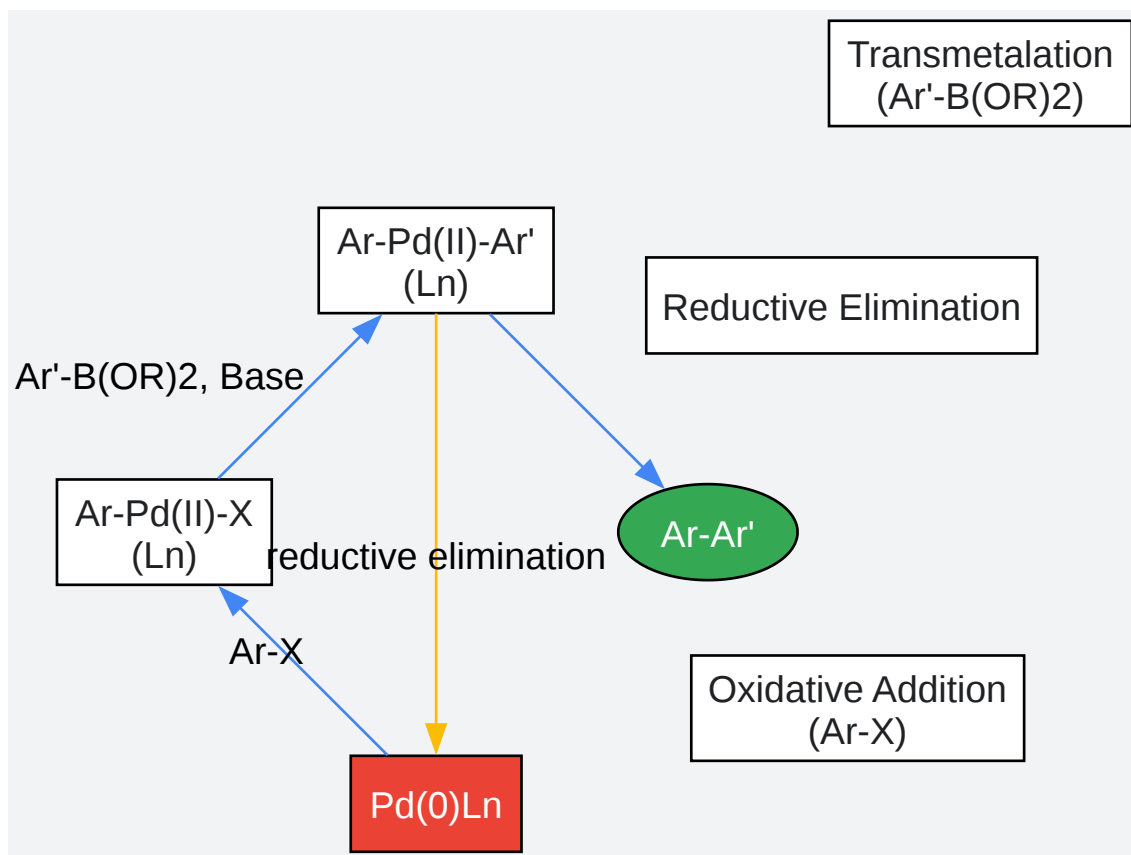 Transmetalation
(Ar'-B(OR)2)
Ar-Pd(II)-Ar'
(Ln)
Reductive Elimination
Ar'-B(OR)2, Base
Ar-Pd(II)-X
(Ln)
reductive elimination
Ar-Ar'
Ar-X
Oxidative Addition
(Ar-X)
Pd(0)Ln